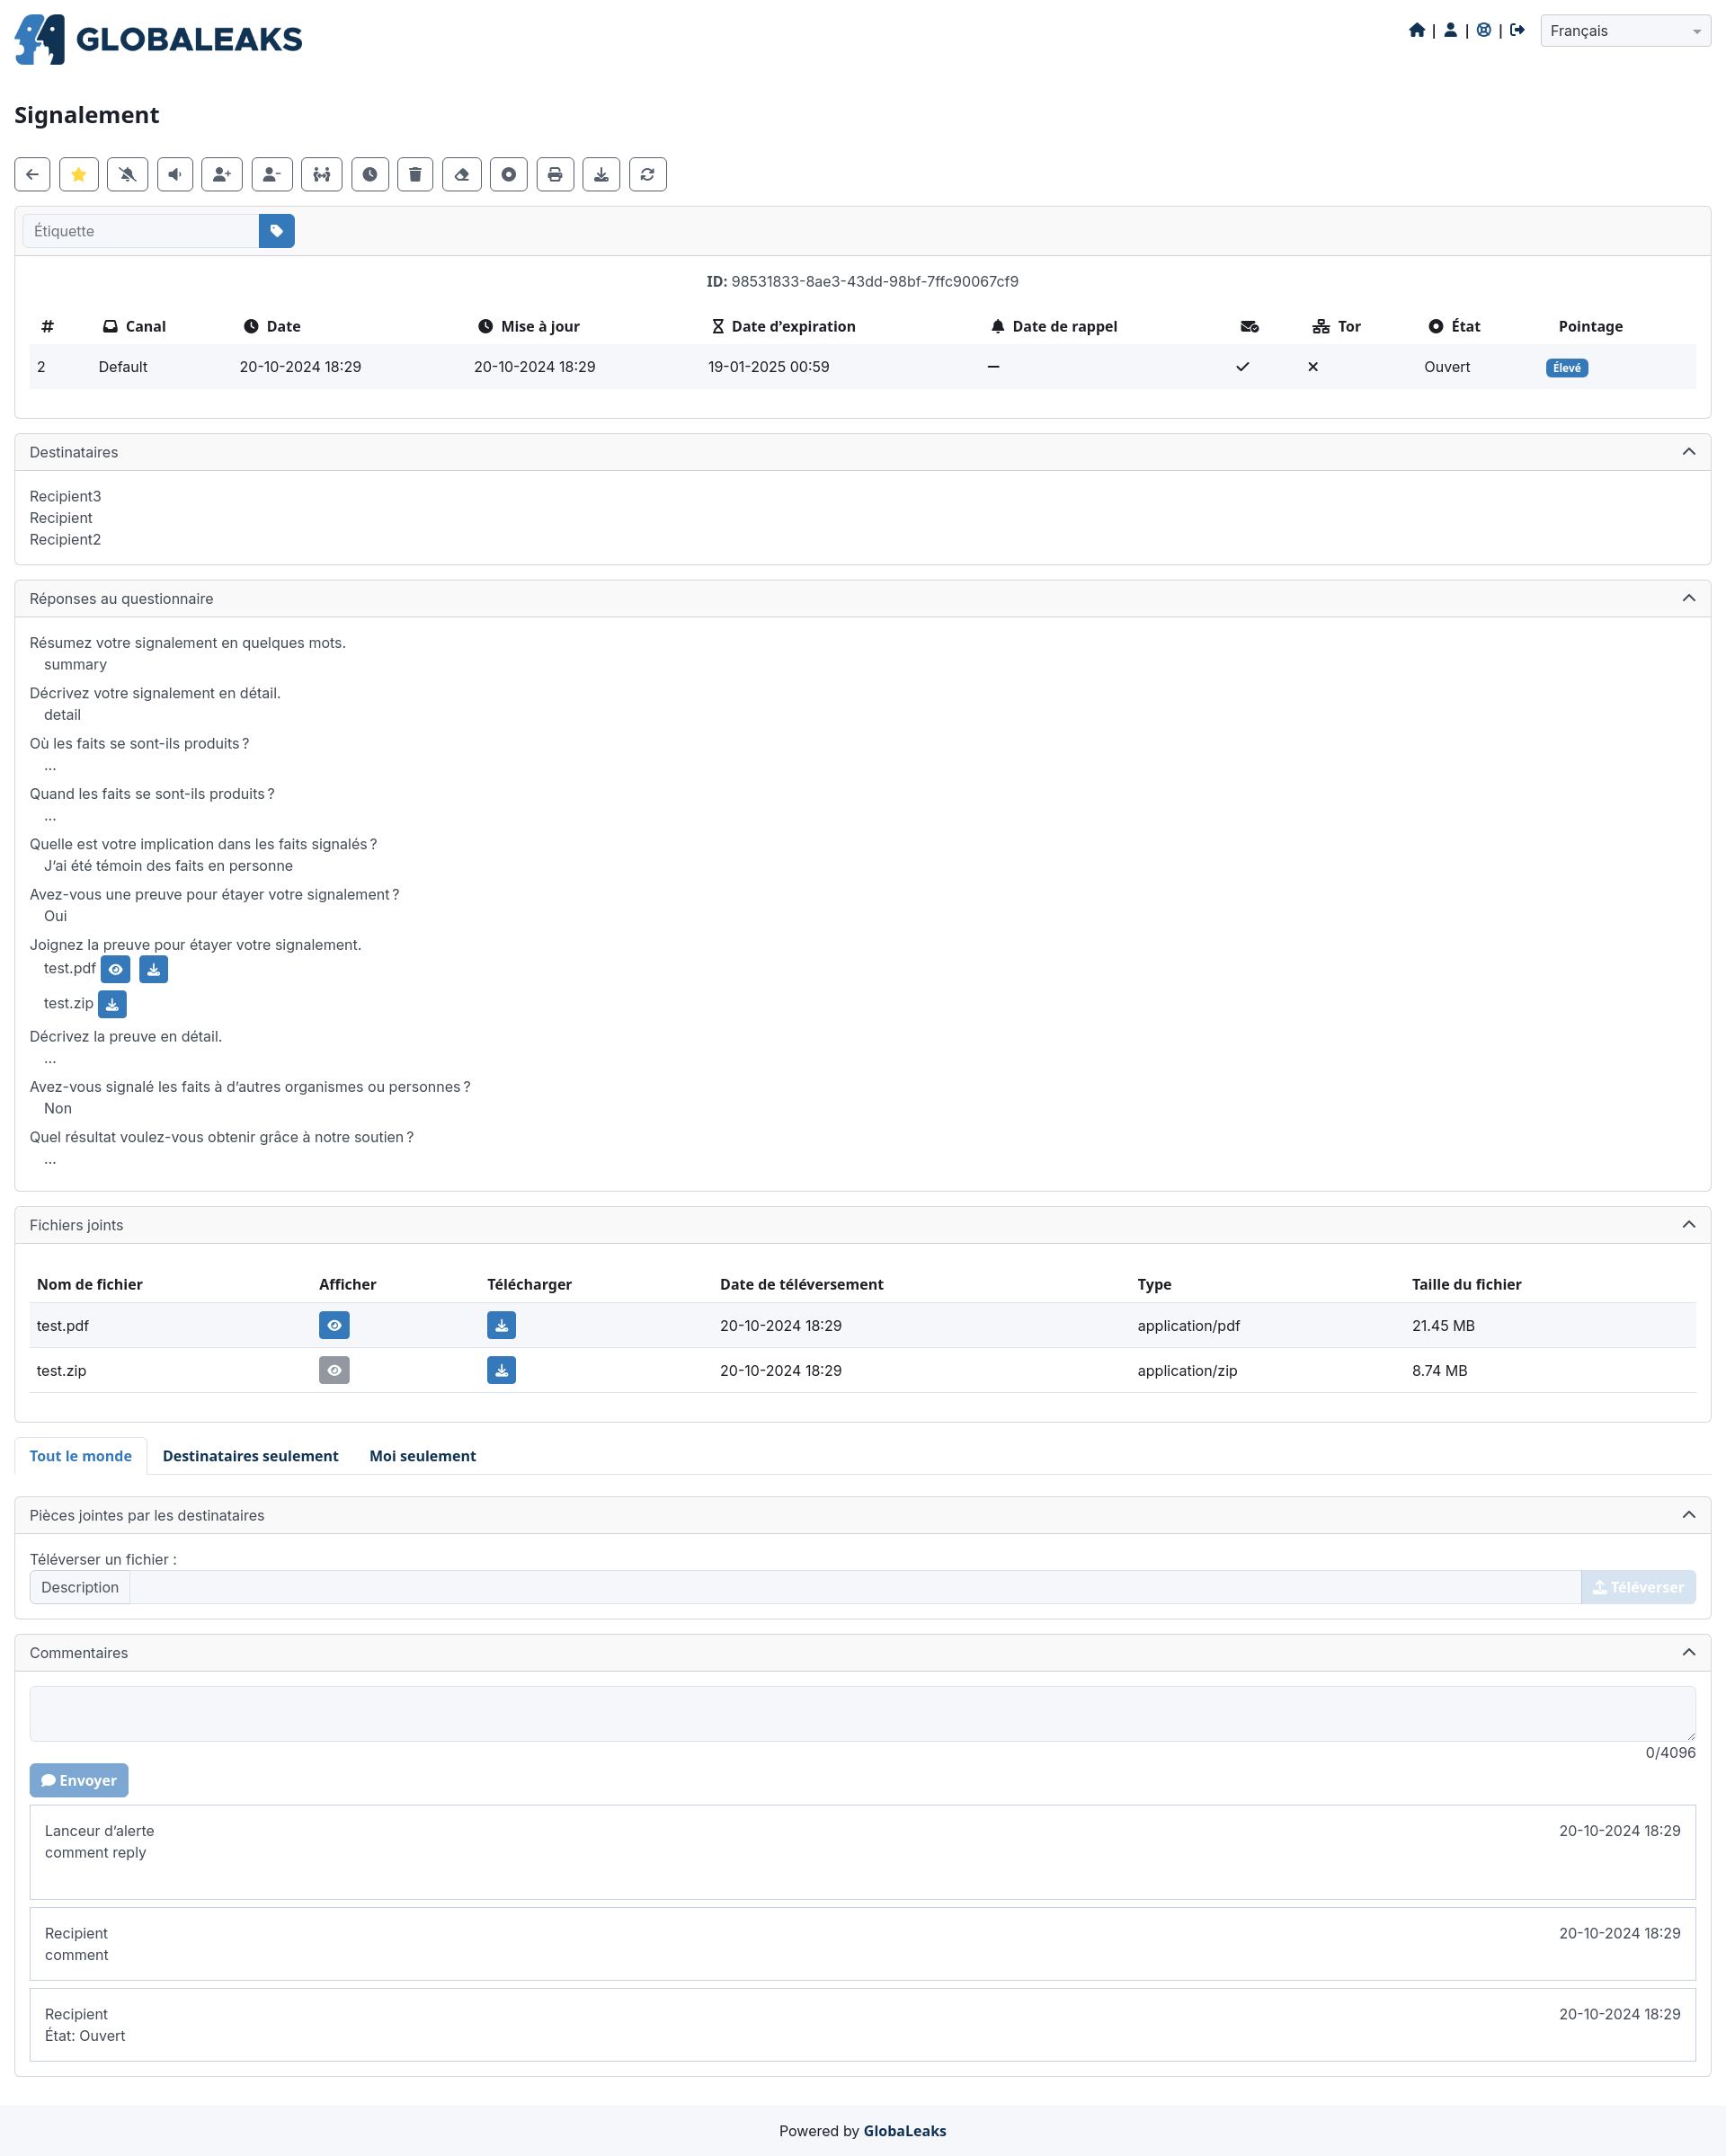 GLOBALEAKS
| | | Français
Signalement
Étiquette
ID: 98531833-8ae3-43dd-98bf-7ffc90067cf9
# Canal Date Mise à jour Date d'expiration Date de rappel Tor État Pointage
2 Default 20-10-2024 18:29 20-10-2024 18:29 19-01-2025 00:59 Ouvert Élevé
Destinataires
Recipient3
Recipient
Recipient2
Réponses au questionnaire
Résumez votre signalement en quelques mots.
summary
Décrivez votre signalement en détail.
detail
Où les faits se sont-ils produits ?
...
Quand les faits se sont-ils produits ?
...
Quelle est votre implication dans les faits signalés ?
J'ai été témoin des faits en personne
Avez-vous une preuve pour étayer votre signalement ?
Oui
Joignez la preuve pour étayer votre signalement.
test.pdf
test.zip
Décrivez la preuve en détail.
...
Avez-vous signalé les faits à d'autres organismes ou personnes ?
Non
Quel résultat voulez-vous obtenir grâce à notre soutien ?
...
Fichiers joints
Nom de fichier Afficher Télécharger Date de téléversement Type Taille du fichier
test.pdf 20-10-2024 18:29 application/pdf 21.45 MB
test.zip 20-10-2024 18:29 application/zip 8.74 MB
Tout le monde Destinataires seulement Moi seulement
Pièces jointes par les destinataires
Téléverser un fichier :
Description Téléverser
Commentaires
0/4096
Envoyer
Lanceur d'alerte 20-10-2024 18:29
comment reply
Recipient 20-10-2024 18:29
comment
Recipient 20-10-2024 18:29
État: Ouvert
Powered by GlobaLeaks